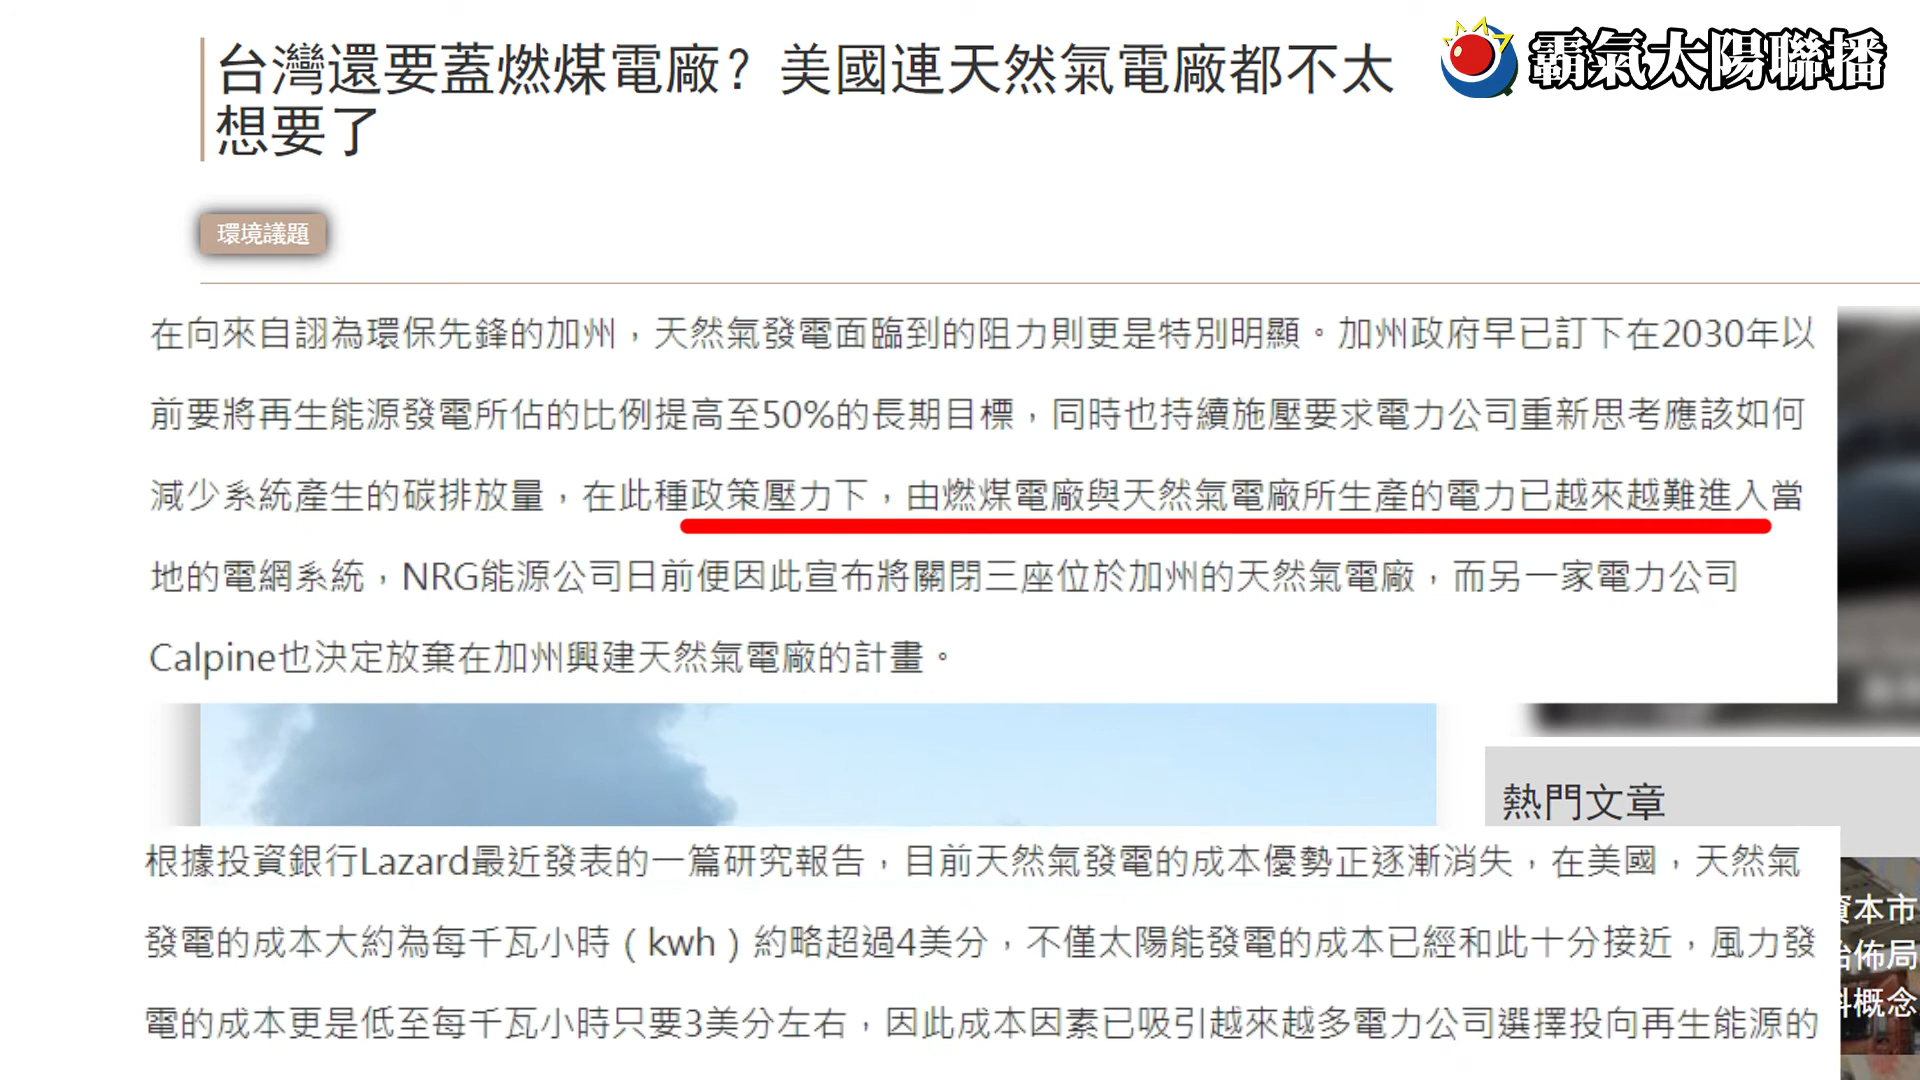 台灣還要蓋燃煤電廠？美國連天然氣電廠都不太
想要了
霸氣太陽聯播
環境議題
在向來自詡為環保先鋒的加州，天然氣發電面臨到的阻力則更是特別明顯。加州政府早已訂下在2030年以
前要將再生能源發電所佔的比例提高至50%的長期目標，同時也持續施壓要求電力公司重新思考應該如何
減少系統產生的碳排放量，在此種政策壓力下，由燃煤電廠與天然氣電廠所生產的電力已越來越難進入當
地的電網系統，NRG能源公司日前便因此宣布將關閉三座位於加州的天然氣電廠，而另一家電力公司
Calpine也決定放棄在加州興建天然氣電廠的計畫。
熱門文章
根據投資銀行Lazard最近發表的一篇研究報告，目前天然氣發電的成本優勢正逐漸消失，在美國，天然氣
發電的成本大約為每千瓦小時（kwh）約略超過4美分，不僅太陽能發電的成本已經和此十分接近，風力發
電的成本更是低至每千瓦小時只要3美分左右，因此成本因素已吸引越來越多電力公司選擇投向再生能源的
資本市
佈局
概念